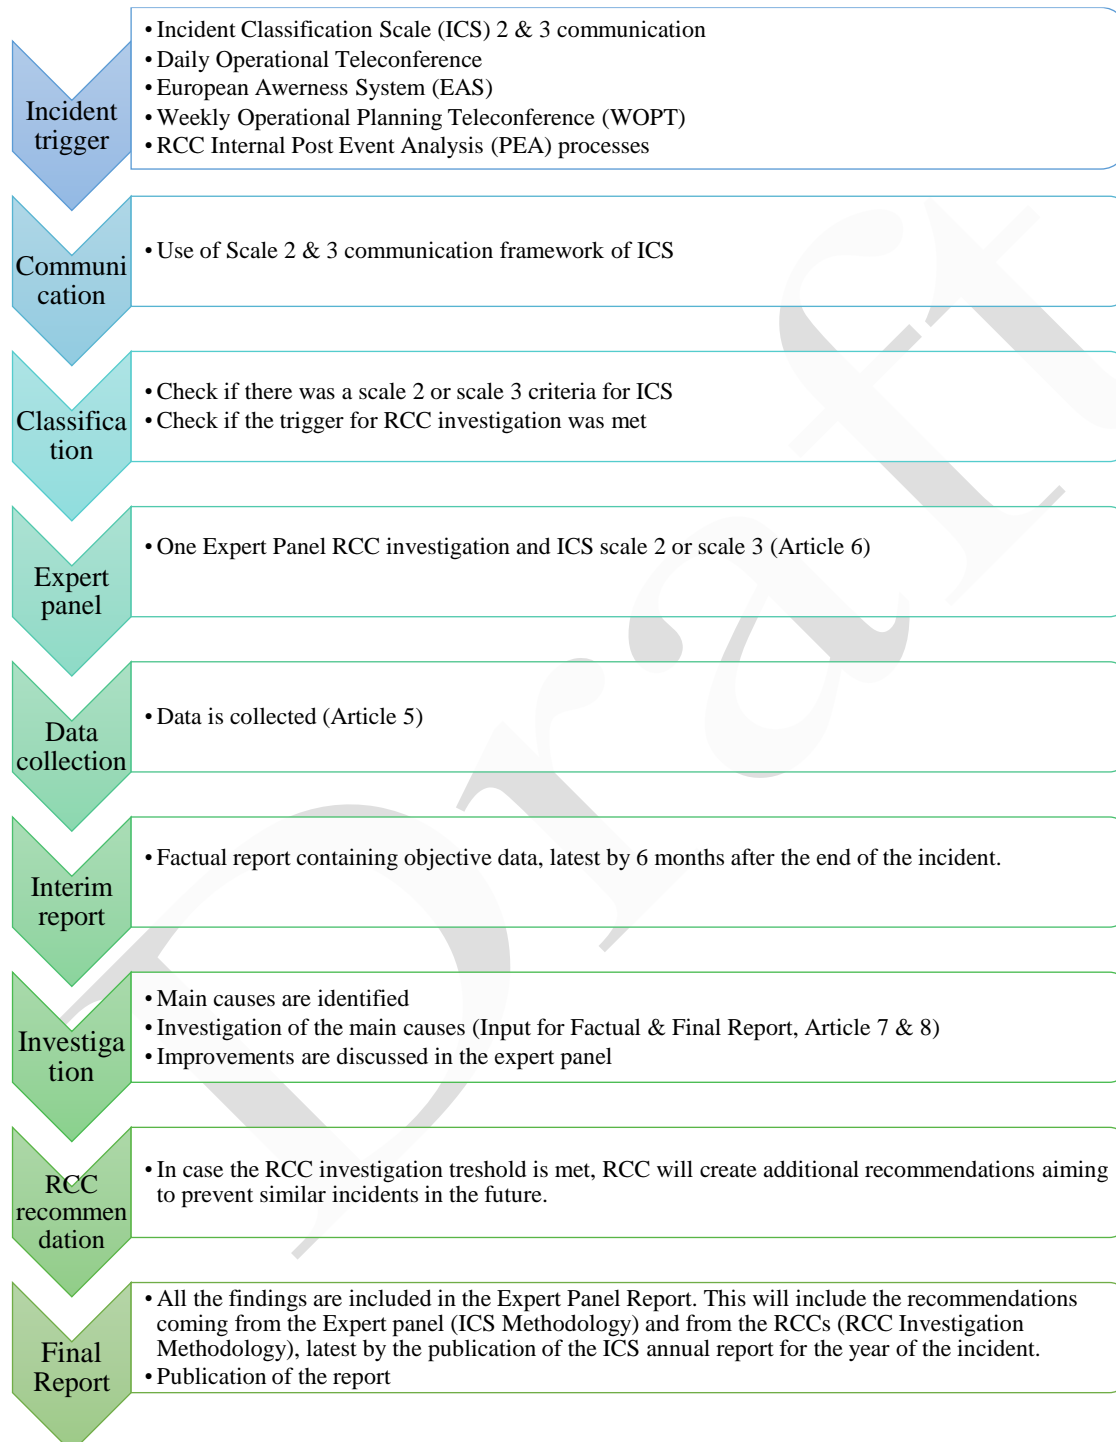 Incident
trigger
• Incident Classification Scale (ICS) 2 & 3 communication
• Daily Operational Teleconference
• European Awerness System (EAS)
• Weekly Operational Planning Teleconference (WOPT)
• RCC Internal Post Event Analysis (PEA) processes
Communi
cation
• Use of Scale 2 & 3 communication framework of ICS
Classifica
tion
• Check if there was a scale 2 or scale 3 criteria for ICS
• Check if the trigger for RCC investigation was met
Expert
panel
• One Expert Panel RCC investigation and ICS scale 2 or scale 3 (Article 6)
Data
collection
• Data is collected (Article 5)
Interim
report
• Factual report containing objective data, latest by 6 months after the end of the incident.
Investiga
tion
• Main causes are identified
• Investigation of the main causes (Input for Factual & Final Report, Article 7 & 8)
• Improvements are discussed in the expert panel
RCC
recommen
dation
• In case the RCC investigation treshold is met, RCC will create additional recommendations aiming
to prevent similar incidents in the future.
Final
Report
• All the findings are included in the Expert Panel Report. This will include the recommendations
coming from the Expert panel (ICS Methodology) and from the RCCs (RCC Investigation
Methodology), latest by the publication of the ICS annual report for the year of the incident.
• Publication of the report
Draft